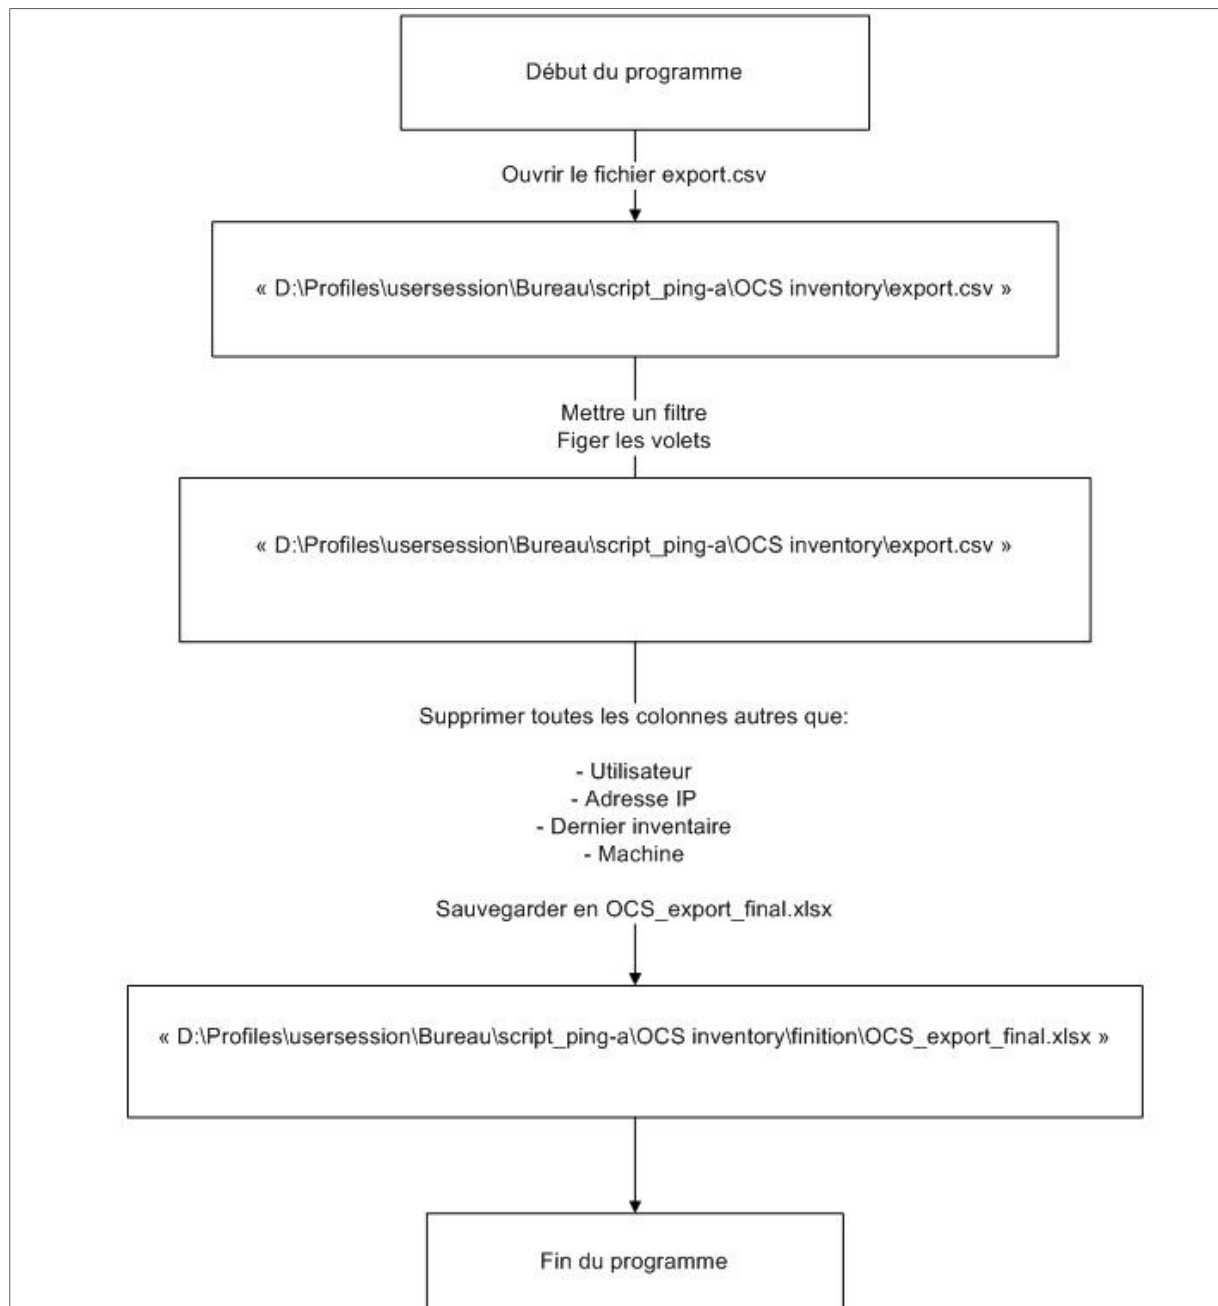 Début du programme
Ouvrir le fichier export.csv
« D:\Profiles\usersession\Bureau\script_ping-a\OCS inventory\export.csv »
Mettre un filtre
Figer les volets
« D:\Profiles\usersession\Bureau\script_ping-a\OCS inventory\export.csv »
Supprimer toutes les colonnes autres que:
- Utilisateur
- Adresse IP
- Dernier inventaire
- Machine
Sauvegarder en OCS_export_final.xlsx
« D:\Profiles\usersession\Bureau\script_ping-a\OCS inventory\finition\OCS_export_final.xlsx »
Fin du programme